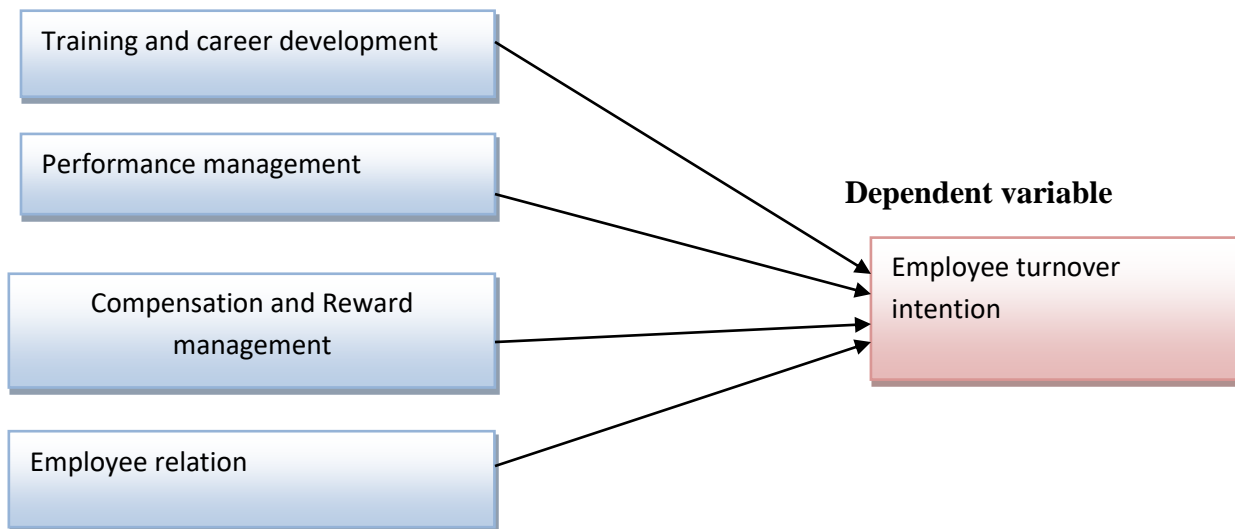 Training and career development
Performance management
Dependent variable
Employee turnover
intention
Compensation and Reward
management
Employee relation